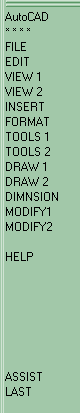 AutoCAD
* * * *
FILE
EDIT
VIEW 1
VIEW 2
INSERT
FORMAT
TOOLS 1
TOOLS 2
DRAW 1
DRAW 2
DIMNSION
MODIFY1
MODIFY2
HELP
ASSIST
LAST